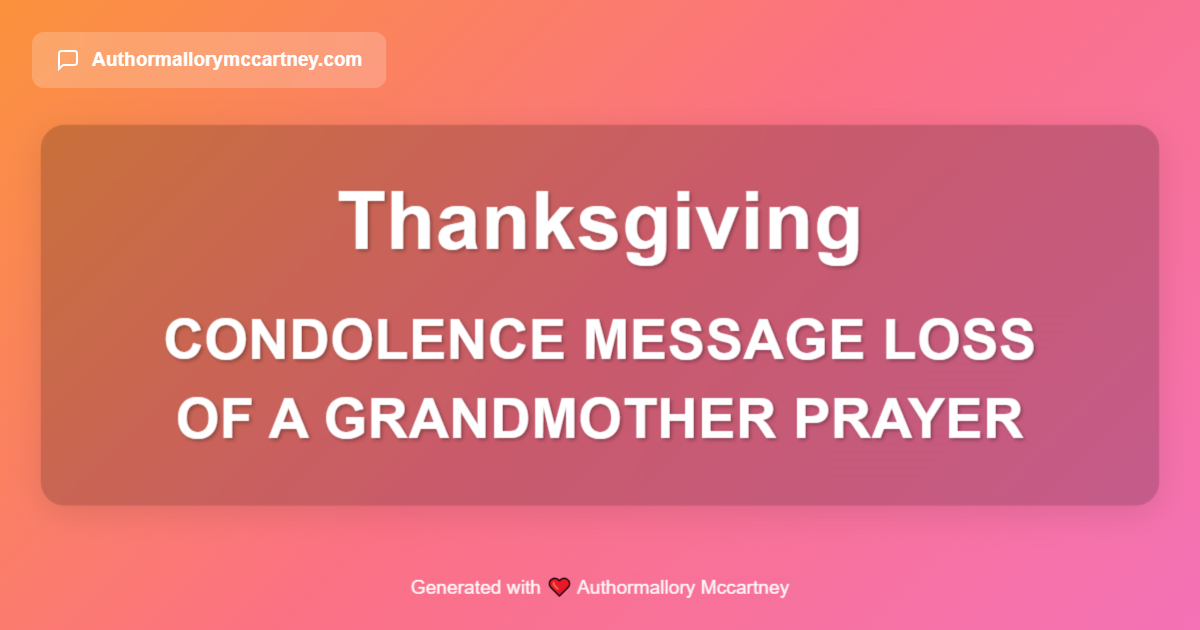 Authormallorymccartney.com
Thanksgiving
CONDOLENCE MESSAGE LOSS
OF A GRANDMOTHER PRAYER
Generated with ❤ Authormallory Mccartney